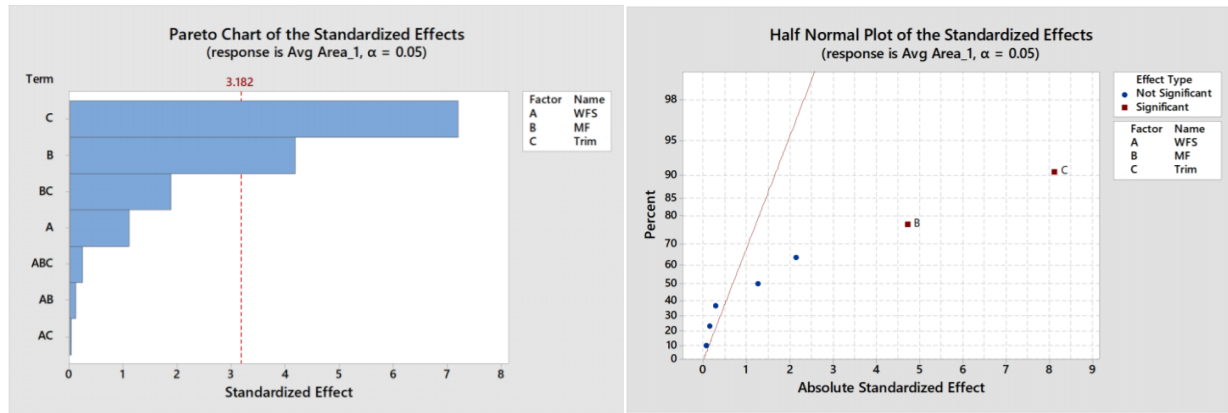 Pareto Chart of the Standardized Effects
(response is Avg Area_1, α = 0.05)
Term
3.182
C
B
BC
A
ABC
AB
AC
0 1 2 3 4 5 6 7 8
Standardized Effect
Factor Name
A WFS
B MF
C Trim
Half Normal Plot of the Standardized Effects
(response is Avg Area_1, α = 0.05)
Percent
98
95
90
85
80
70
60
50
40
30
20
10
0
C
B
0 1 2 3 4 5 6 7 8 9
Absolute Standardized Effect
Effect Type
Not Significant
Significant
Factor Name
A WFS
B MF
C Trim